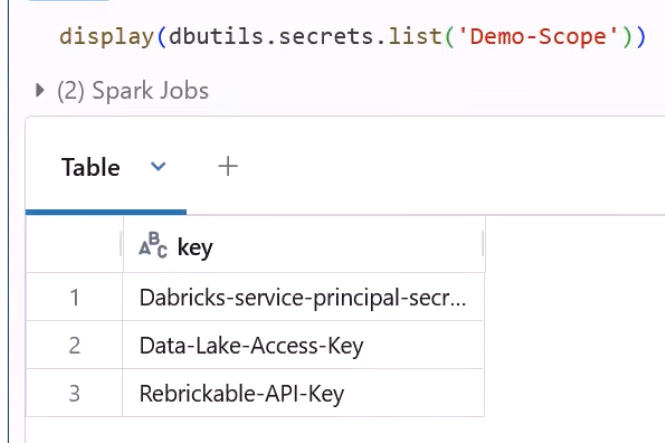 display(dbutils.secrets.list('Demo-Scope'))
(2) Spark Jobs
Table
ABC key
1 Dabricks-service-principal-secr...
2 Data-Lake-Access-Key
3 Rebrickable-API-Key